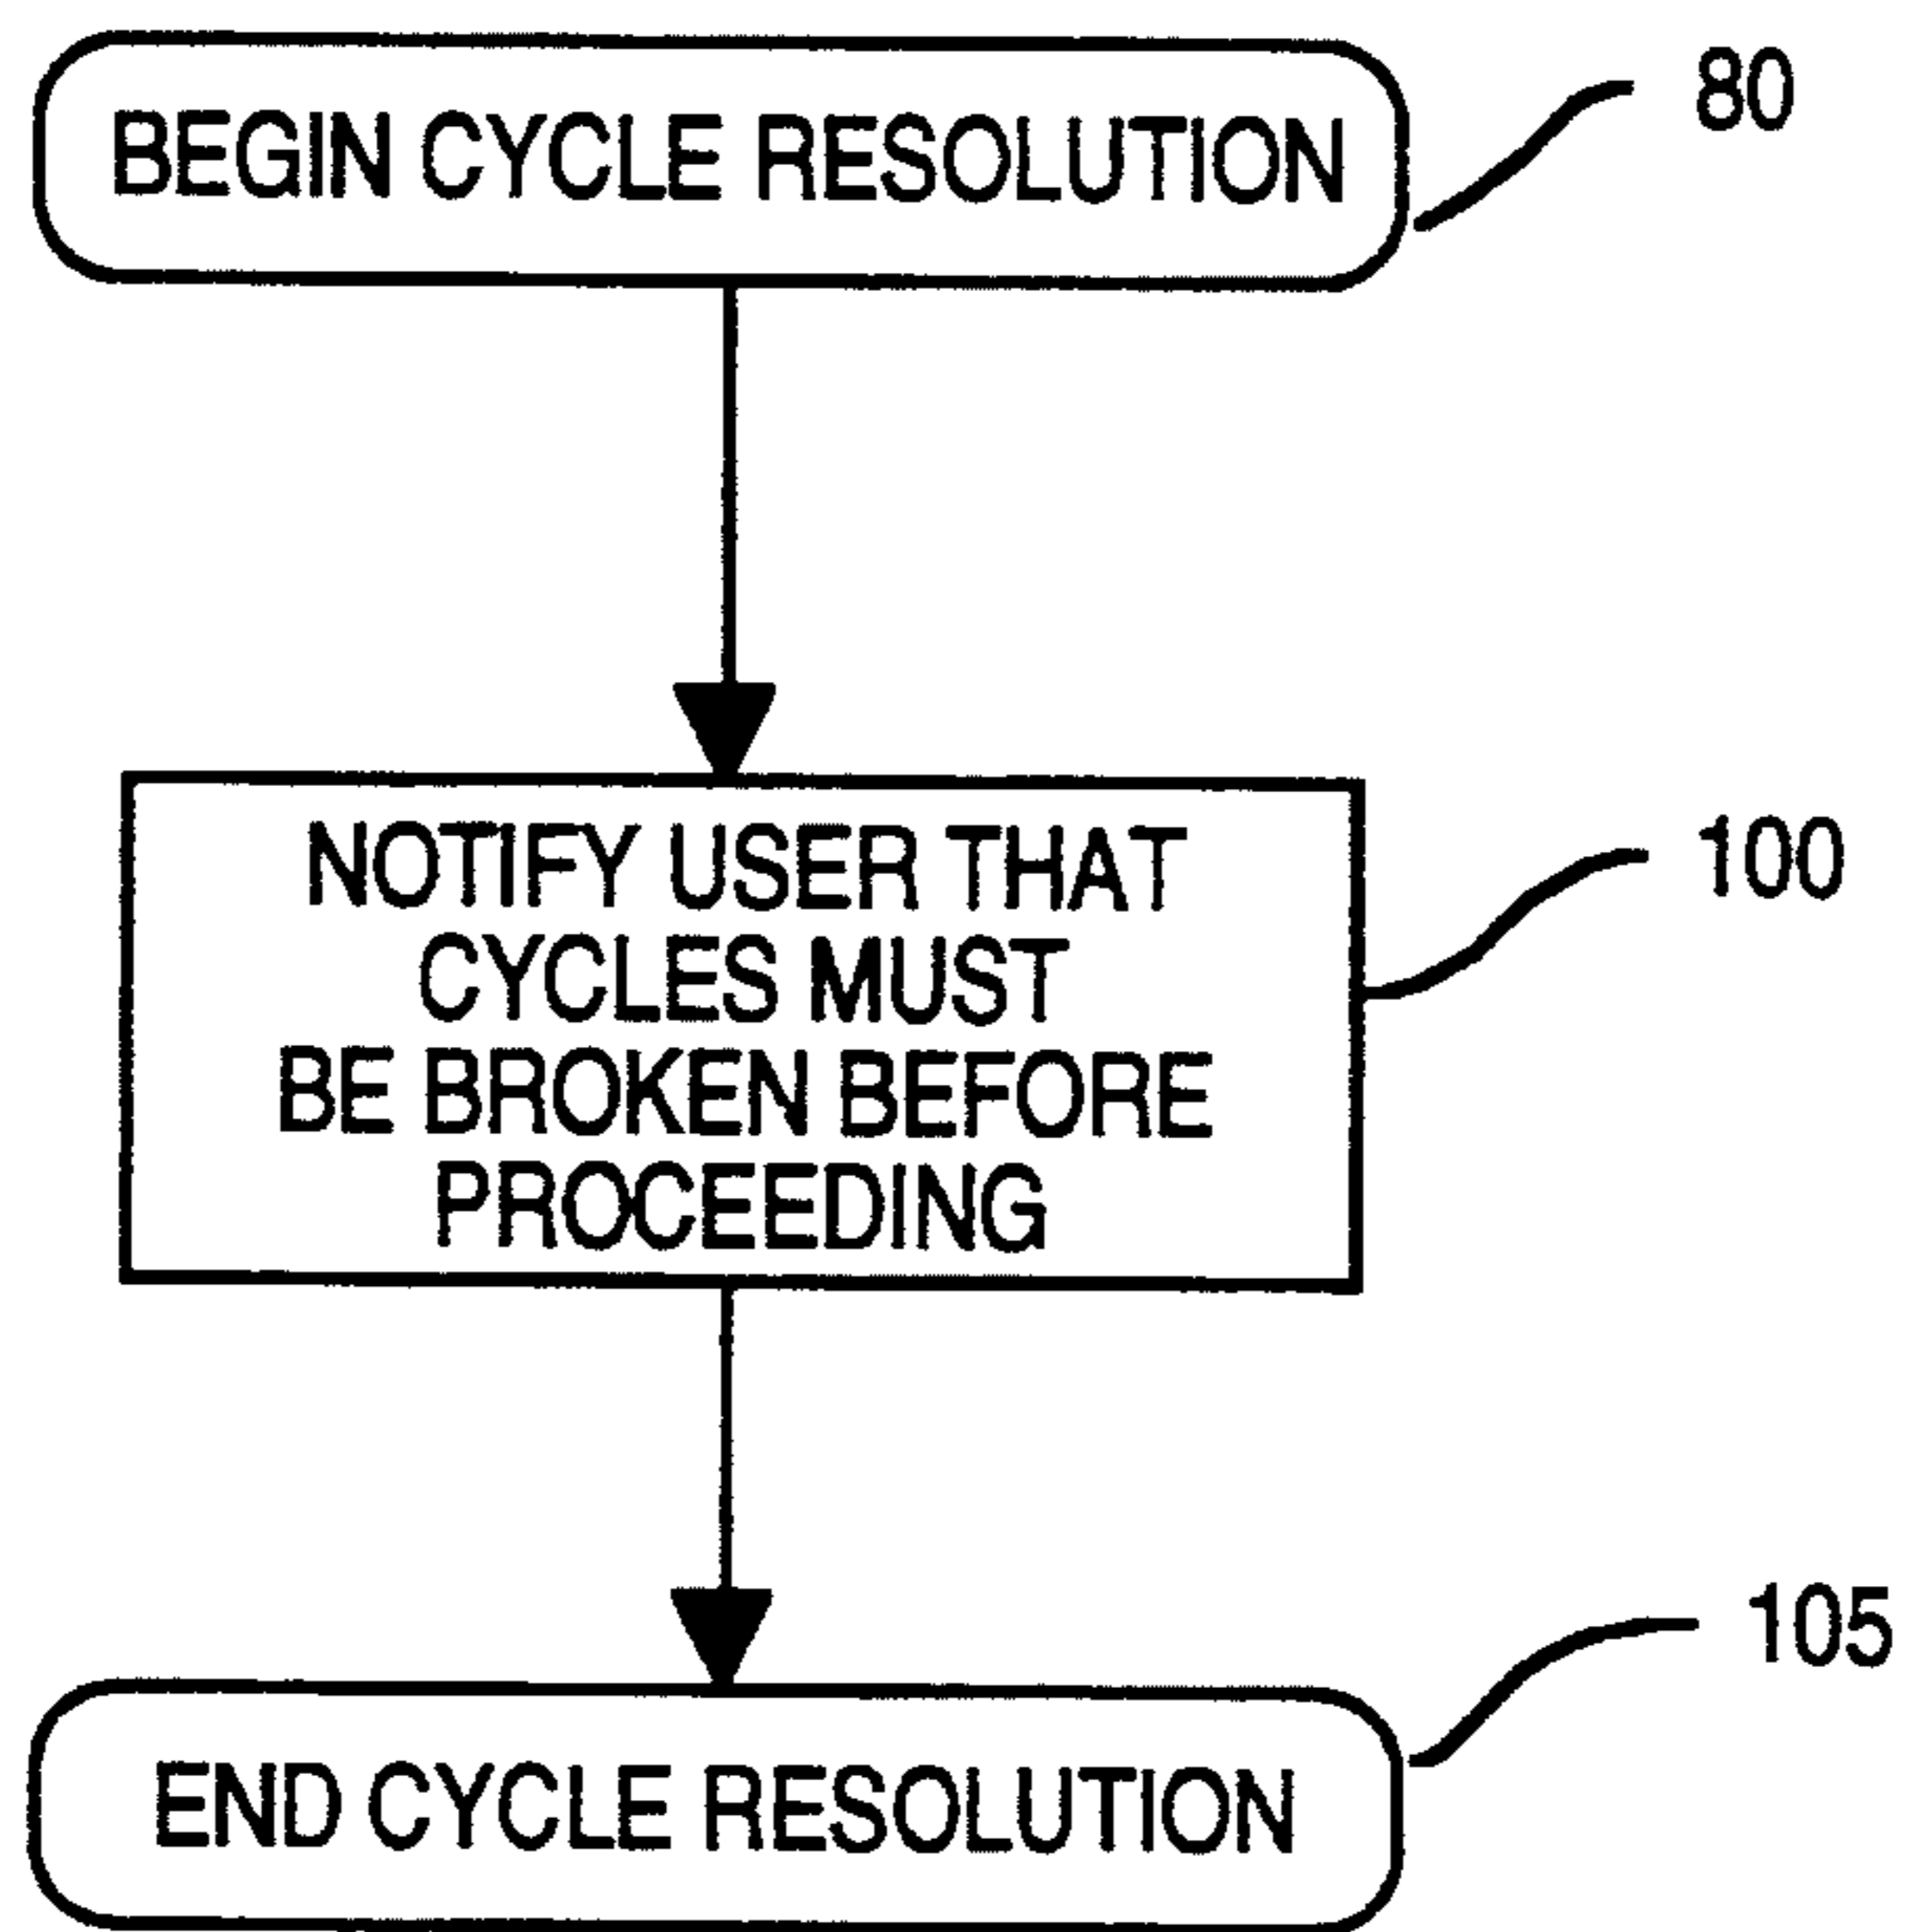 BEGIN CYCLE RESOLUTION
80
NOTIFY USER THAT
CYCLES MUST
BE BROKEN BEFORE
PROCEEDING
100
END CYCLE RESOLUTION
105